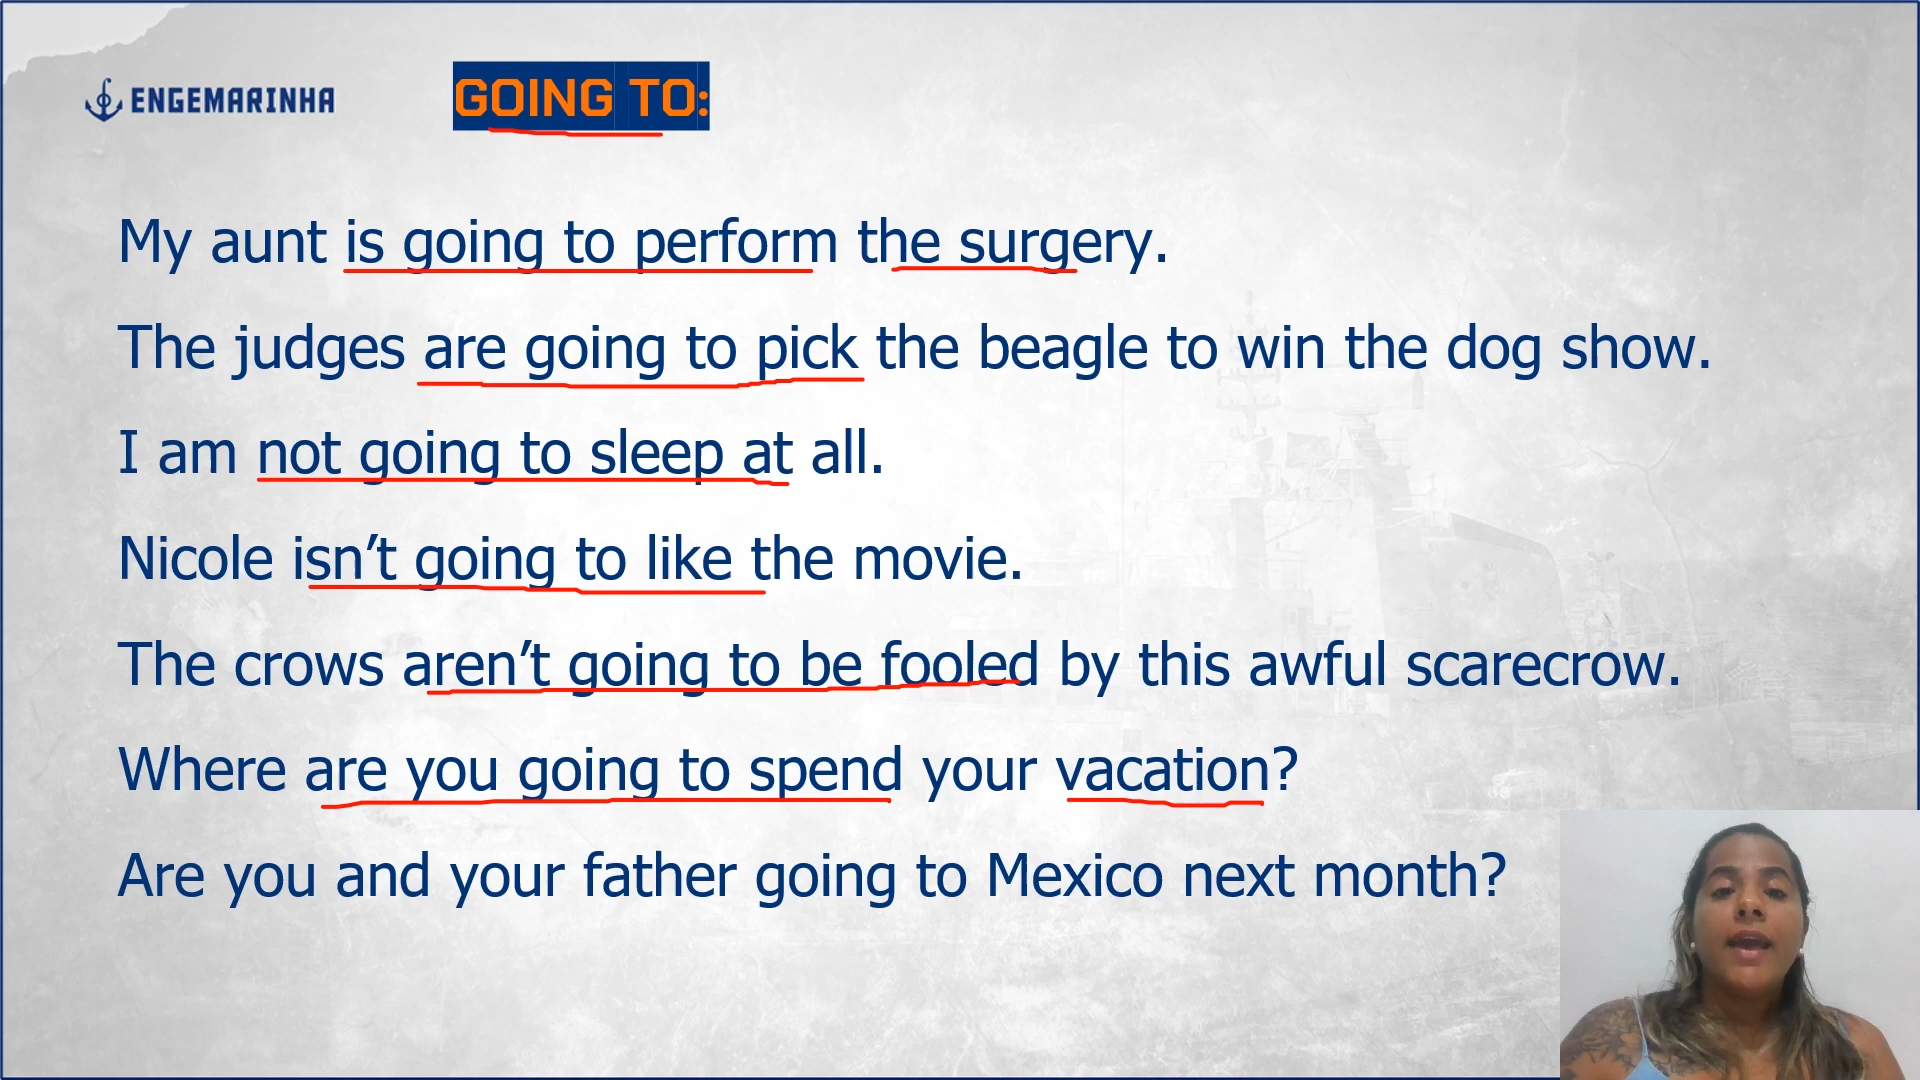 ENGEMARINHA
GOING TO:
My aunt is going to perform the surgery.
The judges are going to pick the beagle to win the dog show.
I am not going to sleep at all.
Nicole isn’t going to like the movie.
The crows aren’t going to be fooled by this awful scarecrow.
Where are you going to spend your vacation?
Are you and your father going to Mexico next month?